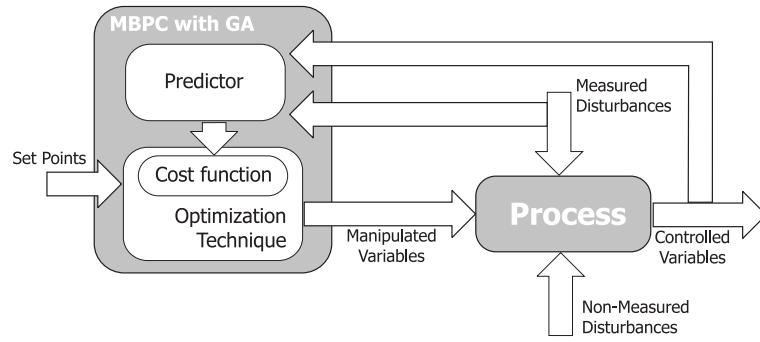 MBPC with GA
Predictor
Measured
Disturbances
Set Points
Cost function
Optimization
Technique
Process
Manipulated
Variables
Controlled
Variables
Non-Measured
Disturbances